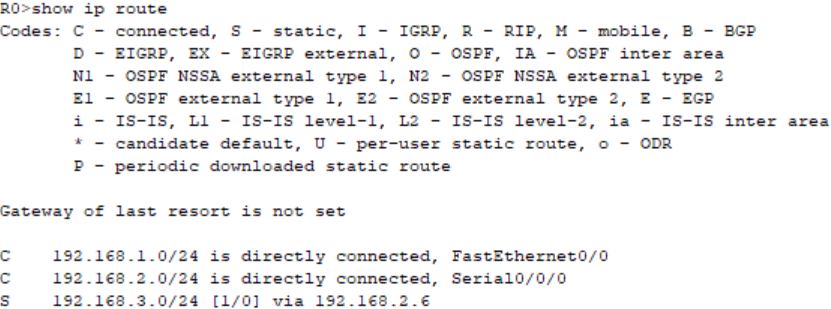 R0>show ip route
Codes: C - connected, S - static, I - IGRP, R - RIP, M - mobile, B - BGP
       D - EIGRP, EX - EIGRP external, O - OSPF, IA - OSPF inter area
       N1 - OSPF NSSA external type 1, N2 - OSPF NSSA external type 2
       E1 - OSPF external type 1, E2 - OSPF external type 2, E - EGP
       i - IS-IS, L1 - IS-IS level-1, L2 - IS-IS level-2, ia - IS-IS inter area
       * - candidate default, U - per-user static route, o - ODR
       P - periodic downloaded static route
Gateway of last resort is not set
C    192.168.1.0/24 is directly connected, FastEthernet0/0
C    192.168.2.0/24 is directly connected, Serial0/0/0
S    192.168.3.0/24 [1/0] via 192.168.2.6